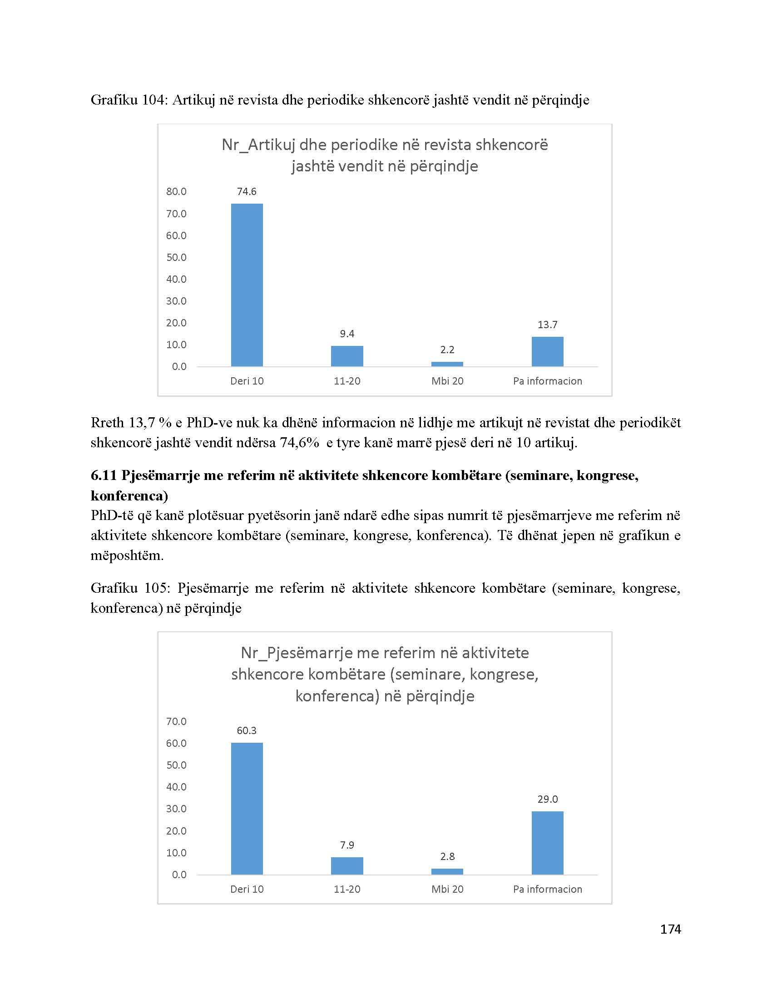 Grafiku 104: Artikuj në revista dhe periodike shkencorë jashtë vendit në përqindje
Nr_Artikuj dhe periodike në revista shkencorë
jashtë vendit në përqindje
80.0
70.0
60.0
50.0
40.0
30.0
20.0
10.0
0.0
74.6
9.4
2.2
13.7
Deri 10
11-20
Mbi 20
Pa informacion
Rreth 13,7 % e PhD-ve nuk ka dhënë informacion në lidhje me artikujt në revistat dhe periodikët
shkencorë jashtë vendit ndërsa 74,6%  e tyre kanë marrë pjesë deri në 10 artikuj.
6.11 Pjesëmarrje me referim në aktivitete shkencore kombëtare (seminare, kongrese,
konferenca)
PhD-të që kanë plotësuar pyetësorin janë ndarë edhe sipas numrit të pjesëmarrjeve me referim në
aktivitete shkencore kombëtare (seminare, kongrese, konferenca). Të dhënat jepen në grafikun e
mëposhtëm.
Grafiku 105: Pjesëmarrje me referim në aktivitete shkencore kombëtare (seminare, kongrese,
konferenca) në përqindje
Nr_Pjesëmarrje me referim në aktivitete
shkencore kombëtare (seminare, kongrese,
konferenca) në përqindje
70.0
60.0
50.0
40.0
30.0
20.0
10.0
0.0
60.3
7.9
2.8
29.0
Deri 10
11-20
Mbi 20
Pa informacion
174